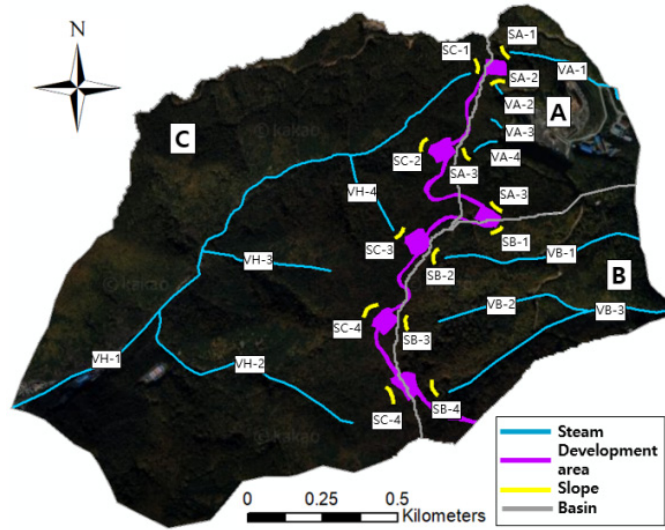 N
SC-1
SA-1
VA-1
SA-2
VA-2
A
VA-3
C
SC-2
VA-4
SA-3
VH-4
SA-3
SC-3
SB-1
VB-1
VH-3
SB-2
B
VB-2
VB-3
SC-4
SB-3
VH-1
VH-2
SC-4
SB-4
kakao
kakao
kakao
Steam
Development
area
Slope
Basin
0 0.25 0.5
Kilometers